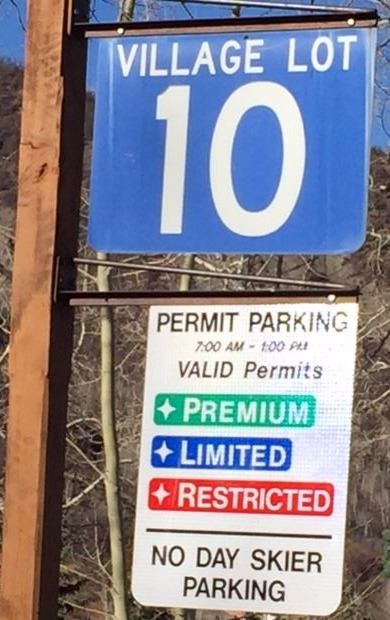 VILLAGE LOT
10
PERMIT PARKING
7:00 AM - 1:00 PM
VALID Permits
PREMIUM
LIMITED
RESTRICTED
NO DAY SKIER
PARKING